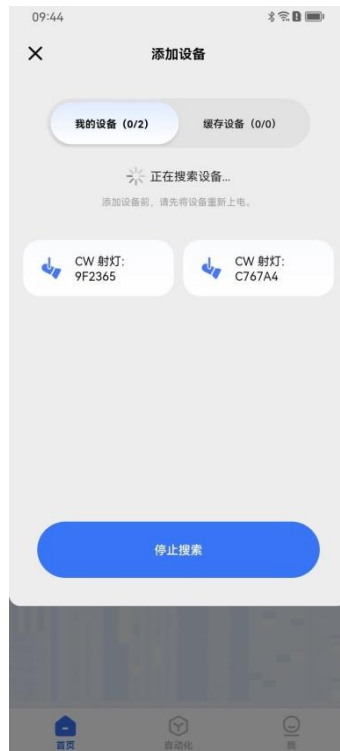 09:44
添加设备
我的设备（0/2）
缓存设备（0/0）
正在搜索设备...
添加设备前，请先将设备重新上电。
CW 射灯：
9F2365
CW 射灯：
C767A4
停止搜索
首页
自动化
我